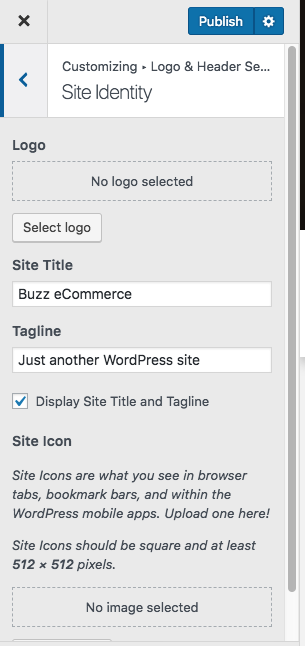 Publish
Customizing ▸ Logo & Header Se...
Site Identity
Logo
No logo selected
Select logo
Site Title
Buzz eCommerce
Tagline
Just another WordPress site
Display Site Title and Tagline
Site Icon
Site Icons are what you see in browser
tabs, bookmark bars, and within the
WordPress mobile apps. Upload one here!
Site Icons should be square and at least
512 × 512 pixels.
No image selected